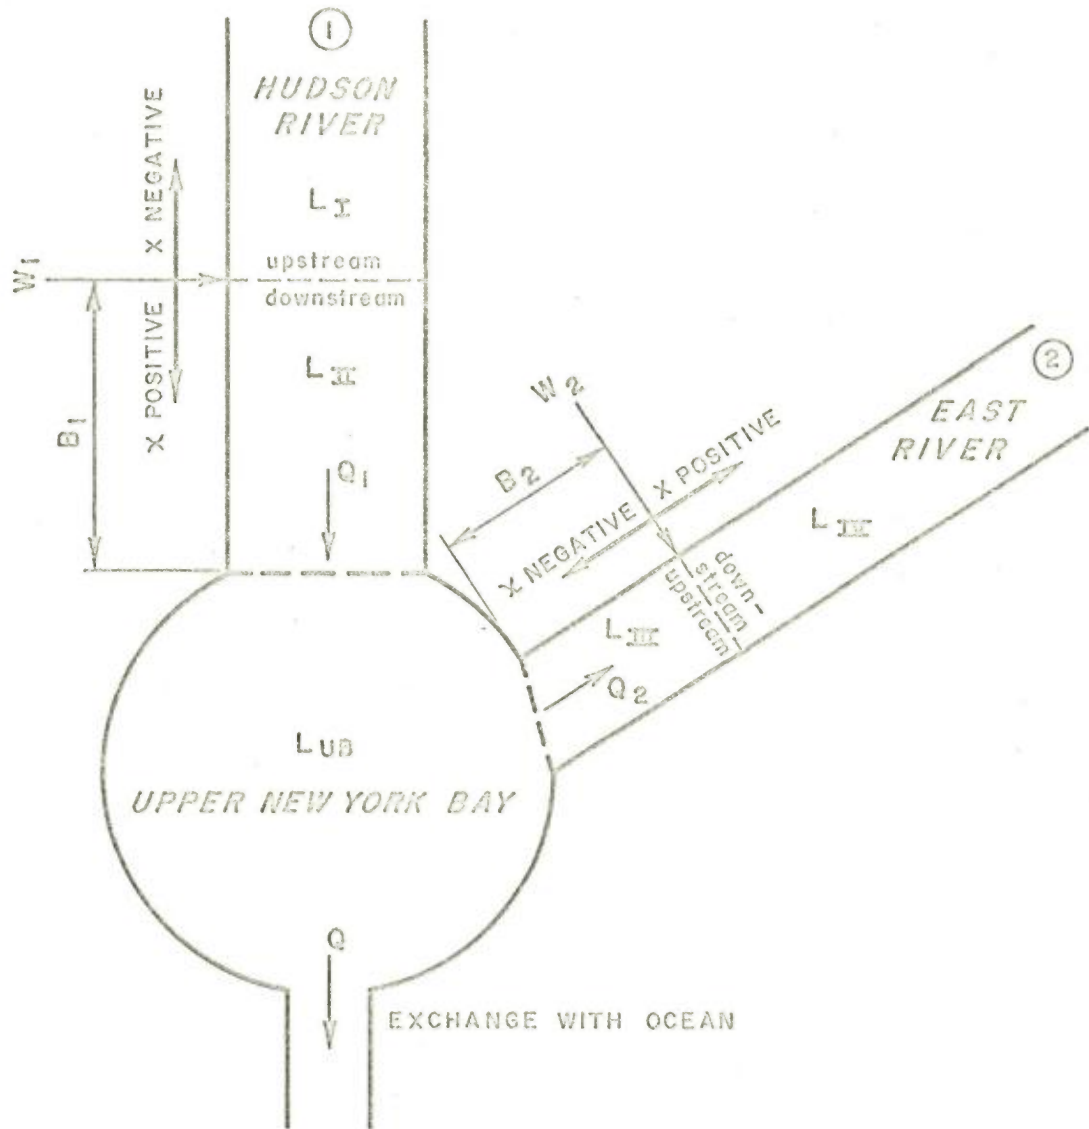 1
HUDSON
RIVER
X NEGATIVE
L I
upstream
W1
downstream
X POSITIVE
B1
L II
Q1
2
EAST
RIVER
W2
B2
X POSITIVE
X NEGATIVE
L IV
down-
stream
upstream
L III
Q2
LUB
UPPER NEW YORK BAY
Q
EXCHANGE WITH OCEAN